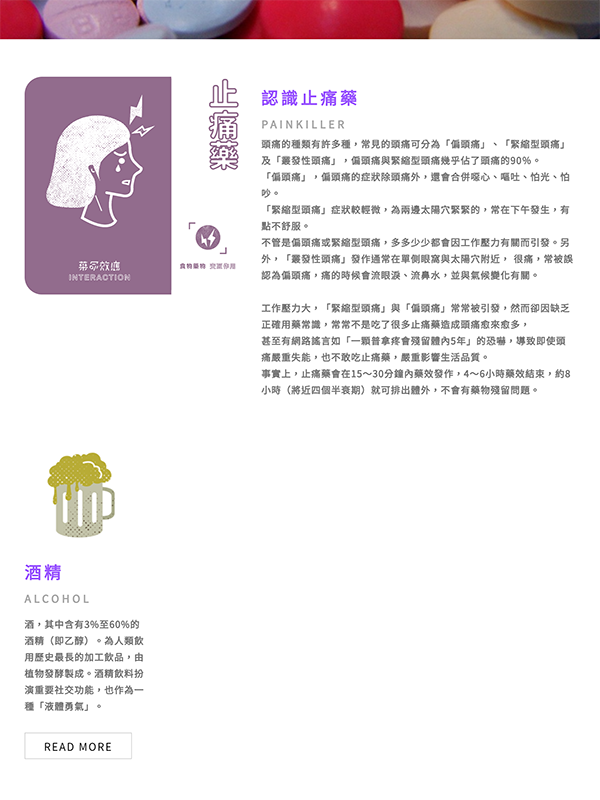 止痛藥
藥命效應
INTERACTION
食物藥物 交互作用
認識止痛藥
PAINKILLER
頭痛的種類有許多種，常見的頭痛可分為「偏頭痛」、「緊縮型頭痛」
及「叢發性頭痛」，偏頭痛與緊縮型頭痛幾乎佔了頭痛的90%。
「偏頭痛」，偏頭痛的症狀除頭痛外，還會合併噁心、嘔吐、怕光、怕
吵。
「緊縮型頭痛」症狀較輕微，為兩邊太陽穴緊緊的，常在下午發生，有
點不舒服。
不管是偏頭痛或緊縮型頭痛，多多少少都會因工作壓力有關而引發。另
外，「叢發性頭痛」發作通常在單側眼窩與太陽穴附近， 很痛，常被誤
認為偏頭痛，痛的時候會流眼淚、流鼻水，並與氣候變化有關。
工作壓力大，「緊縮型頭痛」與「偏頭痛」常常被引發，然而卻因缺乏
正確用藥常識，常常不是吃了很多止痛藥造成頭痛愈來愈多，
甚至有網路謠言如「一顆普拿疼會殘留體內5年」的恐嚇，導致即使頭
痛嚴重失能，也不敢吃止痛藥，嚴重影響生活品質。
事實上，止痛藥會在15～30分鐘內藥效發作，4～6小時藥效結束，約8
小時（將近四個半衰期）就可排出體外，不會有藥物殘留問題。
酒精
ALCOHOL
酒，其中含有3%至60%的
酒精（即乙醇）。為人類飲
用歷史最長的加工飲品，由
植物發酵製成。酒精飲料扮
演重要社交功能，也作為一
種「液體勇氣」。
READ MORE